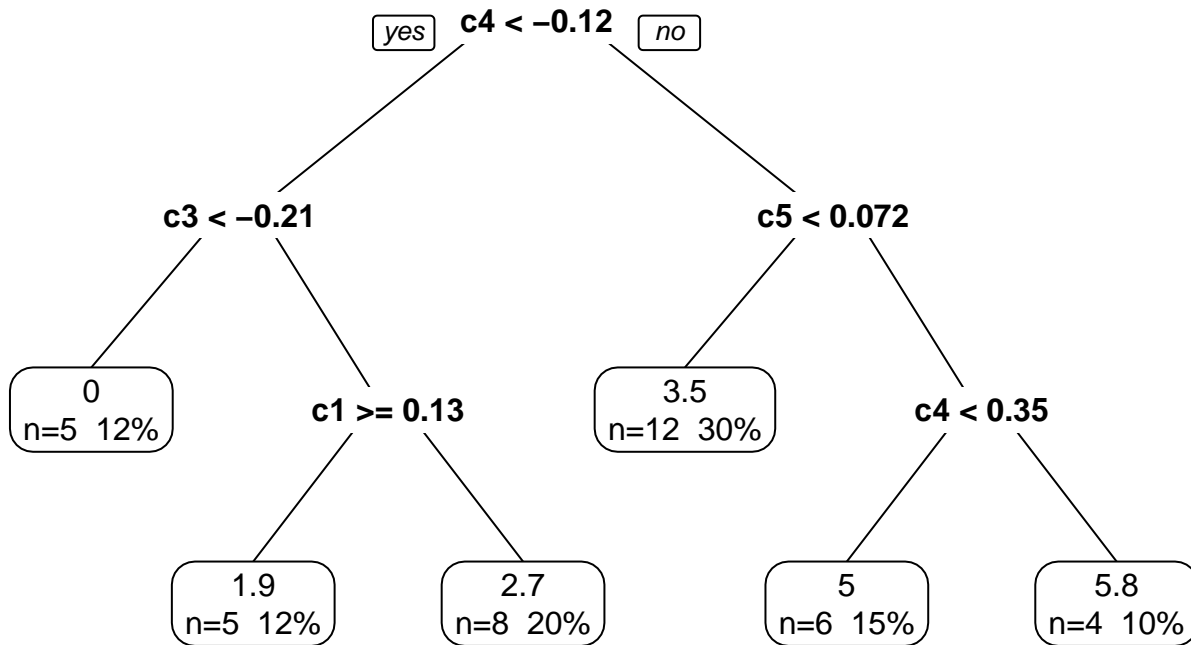 yes
c4 < −0.12
no
c3 < −0.21
c5 < 0.072
0
n=5 12%
c1 >= 0.13
3.5
n=12 30%
c4 < 0.35
1.9
n=5 12%
2.7
n=8 20%
5
n=6 15%
5.8
n=4 10%